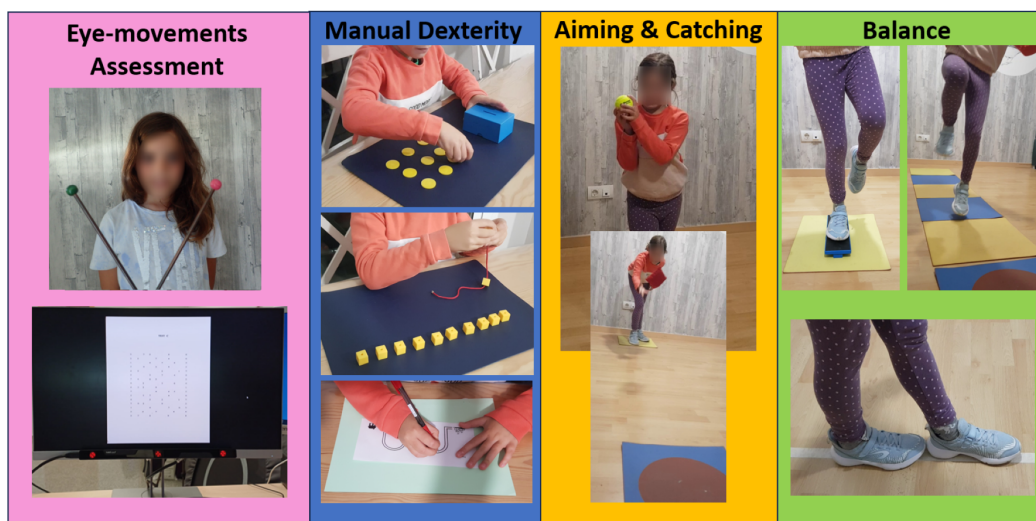 Eye-movements
Assessment
Manual Dexterity
Aiming & Catching
Balance